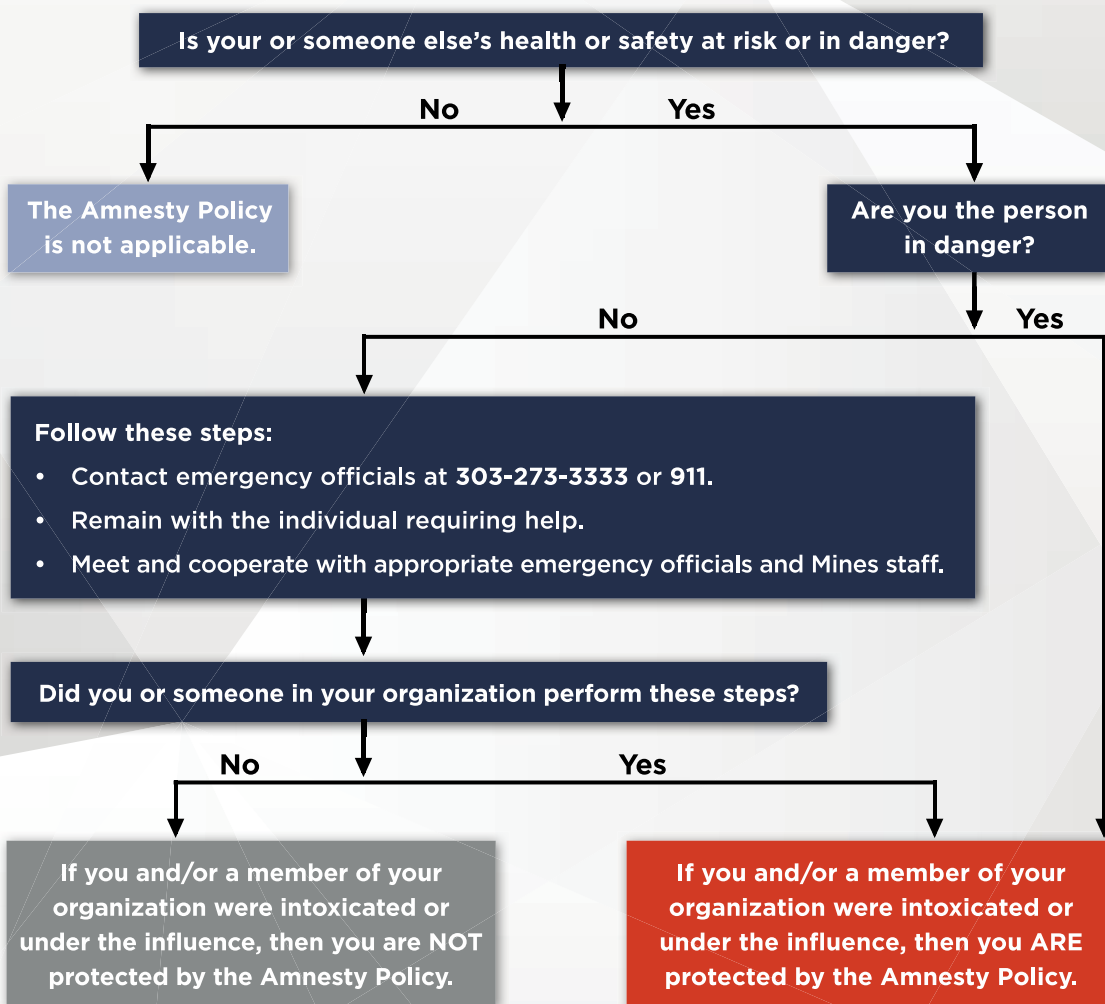 Is your or someone else’s health or safety at risk or in danger?
No
Yes
The Amnesty Policy
is not applicable.
Are you the person
in danger?
No
Yes
Follow these steps:
• Contact emergency officials at 303-273-3333 or 911.
• Remain with the individual requiring help.
• Meet and cooperate with appropriate emergency officials and Mines staff.
Did you or someone in your organization perform these steps?
No
Yes
If you and/or a member of your
organization were intoxicated or
under the influence, then you are NOT
protected by the Amnesty Policy.
If you and/or a member of your
organization were intoxicated or
under the influence, then you ARE
protected by the Amnesty Policy.